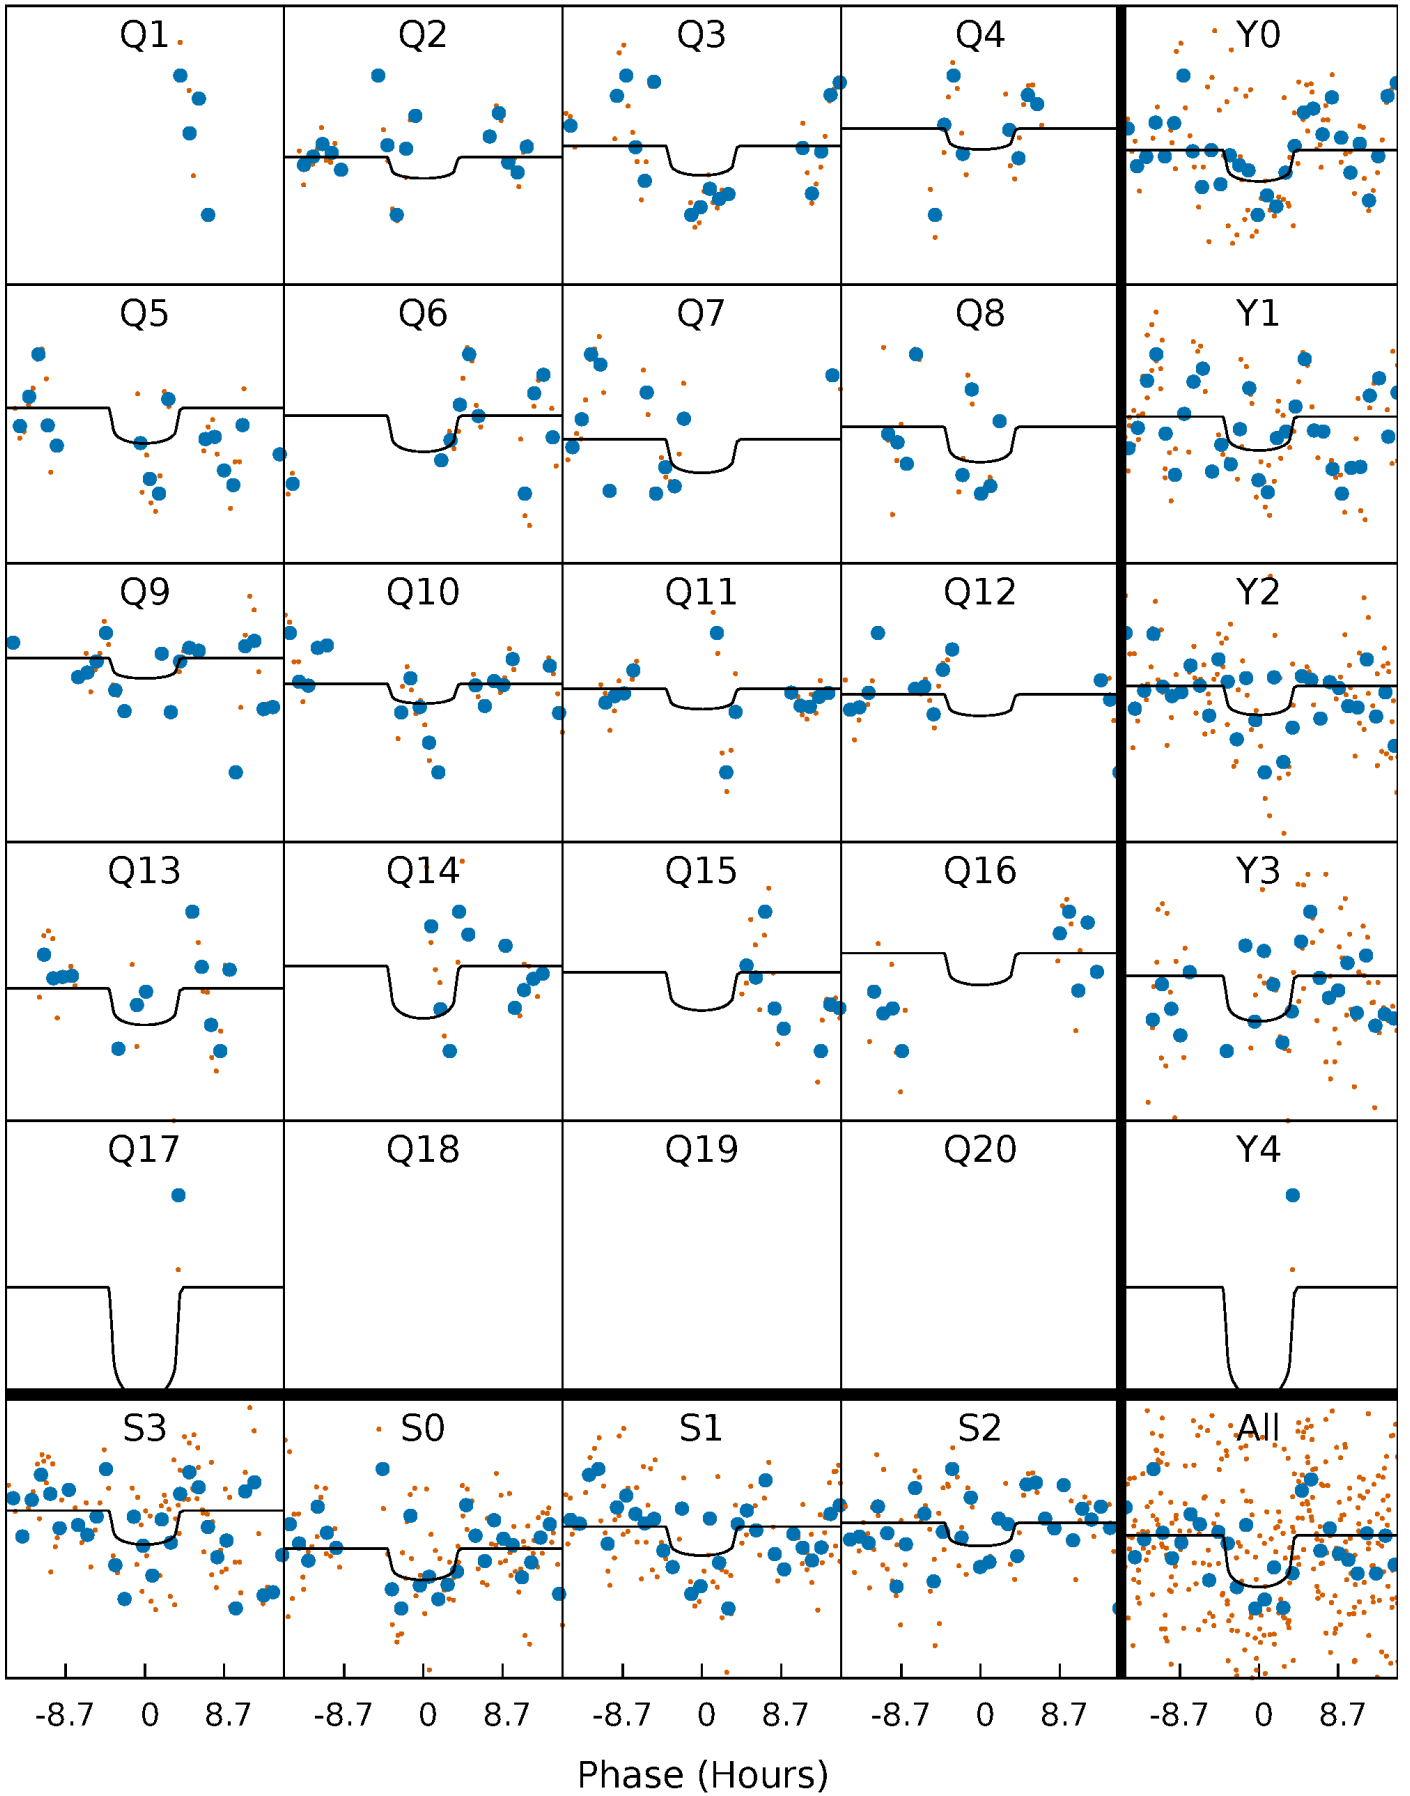 Q1 Q2 Q3 Q4 Y0
Q5 Q6 Q7 Q8 Y1
Q9 Q10 Q11 Q12 Y2
Q13 Q14 Q15 Q16 Y3
Q17 Q18 Q19 Q20 Y4
S3 S0 S1 S2 All
-8.7 0 8.7 -8.7 0 8.7 -8.7 0 8.7 -8.7 0 8.7 -8.7 0 8.7
Phase (Hours)